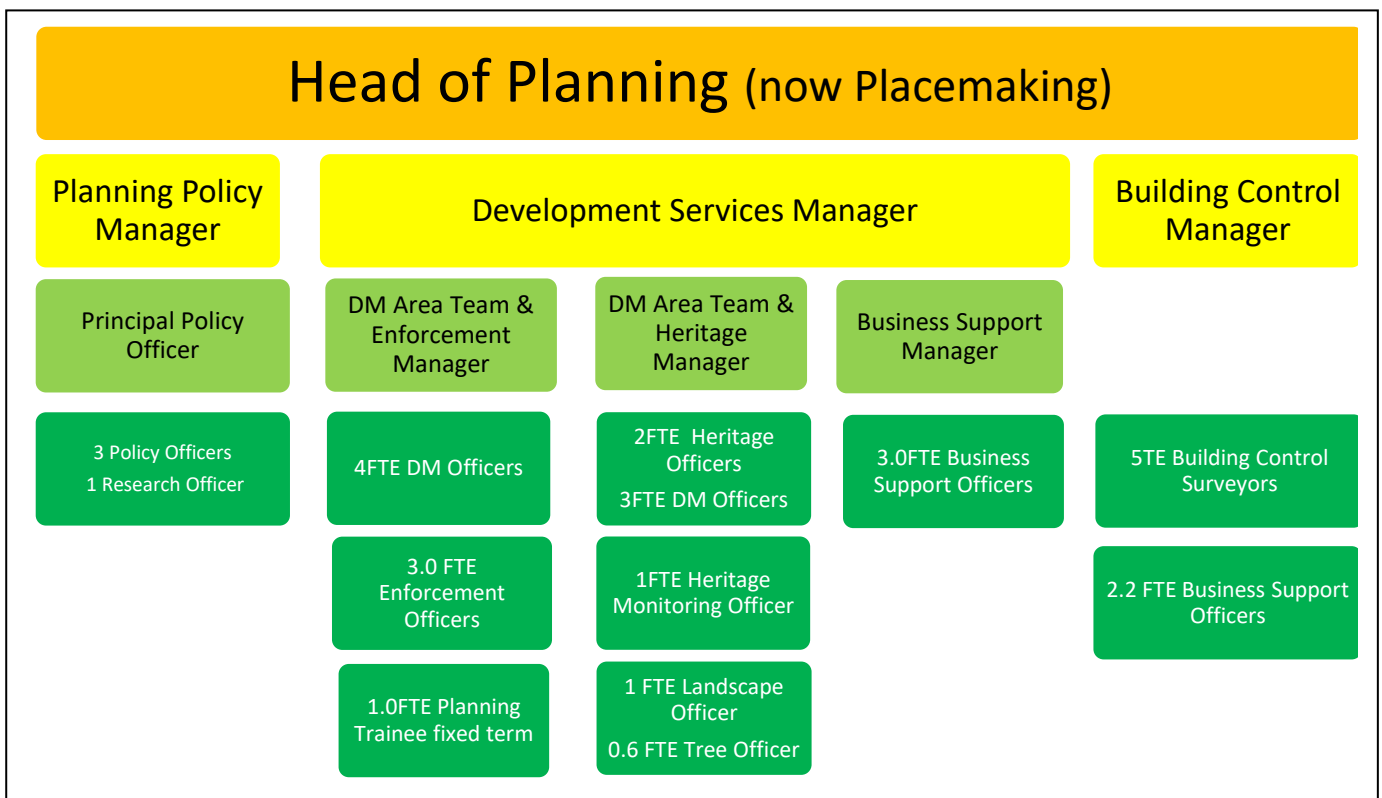 Head of Planning (now Placemaking)
Planning Policy
Manager
Development Services Manager
Building Control
Manager
Principal Policy
Officer
DM Area Team &
Enforcement
Manager
DM Area Team &
Heritage
Manager
Business Support
Manager
3 Policy Officers
1 Research Officer
4FTE DM Officers
2FTE Heritage
Officers
3FTE DM Officers
3.0FTE Business
Support Officers
5TE Building Control
Surveyors
3.0 FTE
Enforcement
Officers
1FTE Heritage
Monitoring Officer
2.2 FTE Business Support
Officers
1.0FTE Planning
Trainee fixed term
1 FTE Landscape
Officer
0.6 FTE Tree Officer